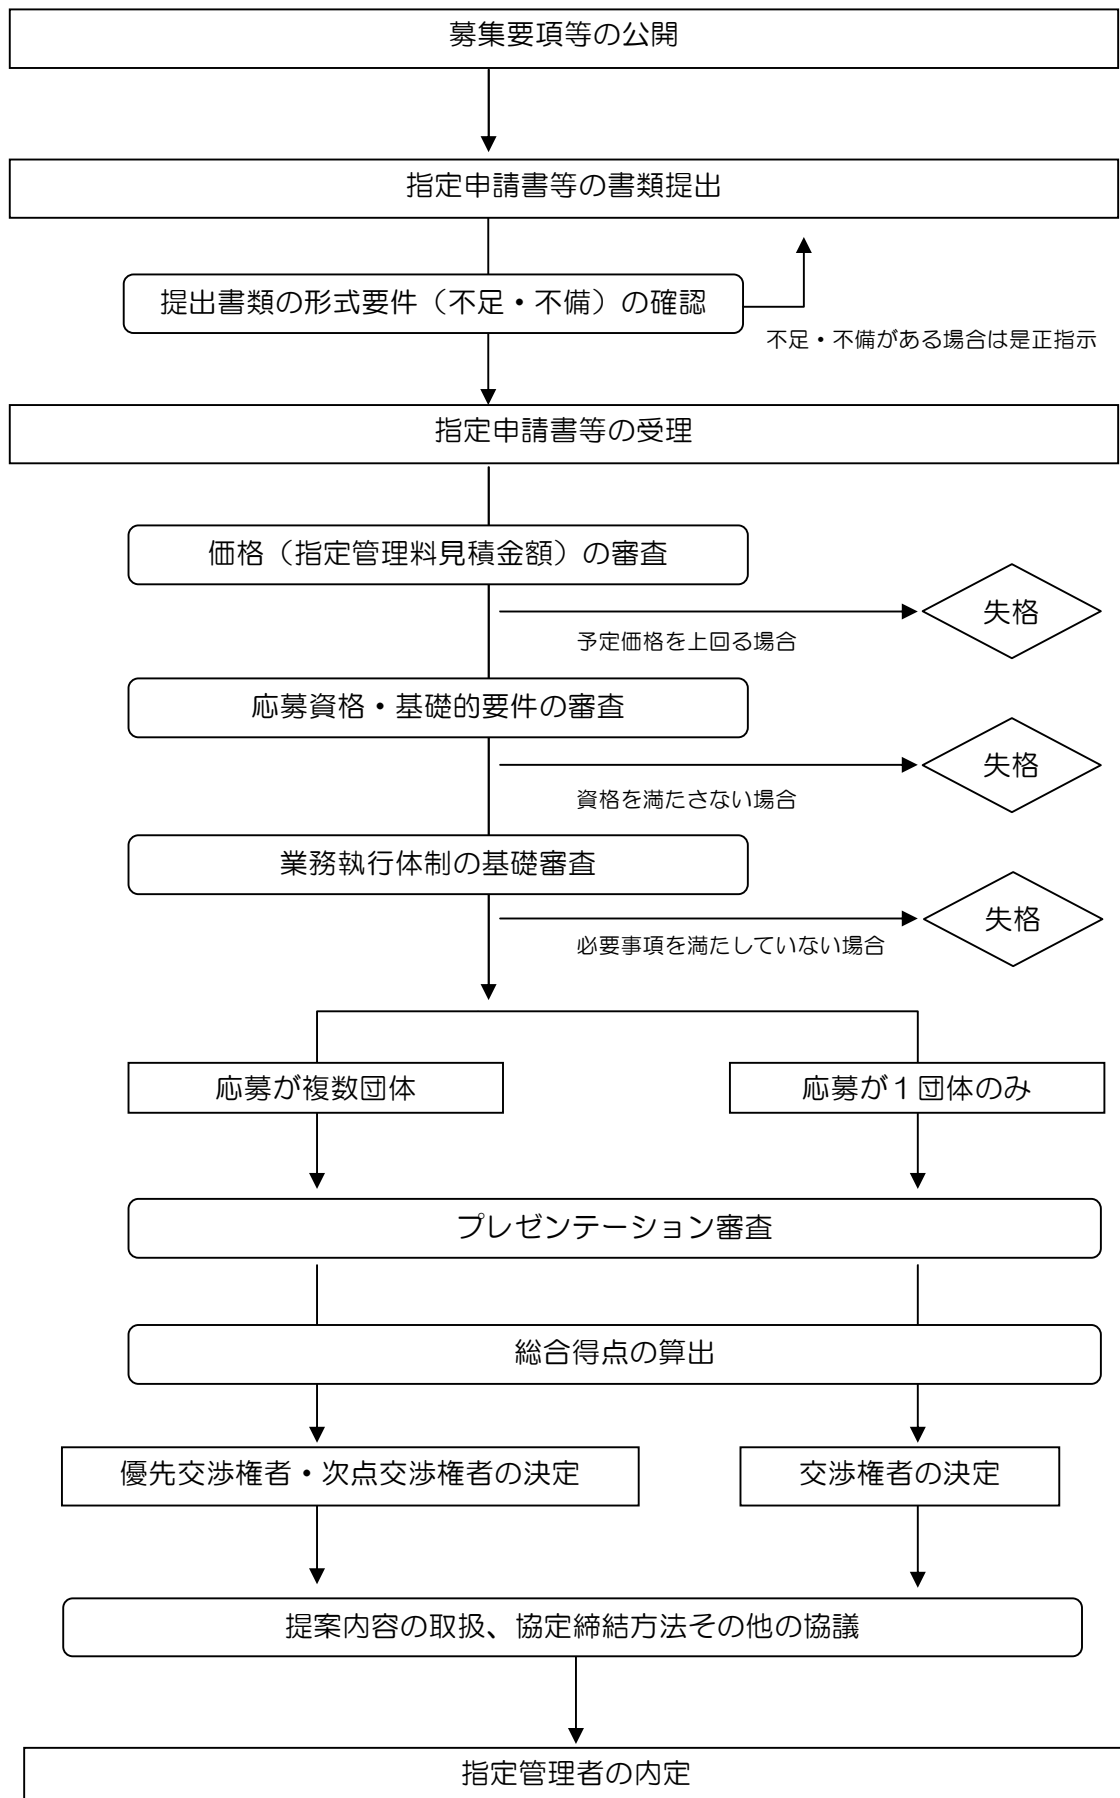 募集要項等の公開
指定申請書等の書類提出
提出書類の形式要件（不足・不備）の確認
不足・不備がある場合は是正指示
指定申請書等の受理
価格（指定管理料見積金額）の審査
失格
予定価格を上回る場合
応募資格・基礎的要件の審査
失格
資格を満たさない場合
業務執行体制の基礎審査
失格
必要事項を満たしていない場合
応募が複数団体
応募が１団体のみ
プレゼンテーション審査
総合得点の算出
優先交渉権者・次点交渉権者の決定
交渉権者の決定
提案内容の取扱、協定締結方法その他の協議
指定管理者の内定